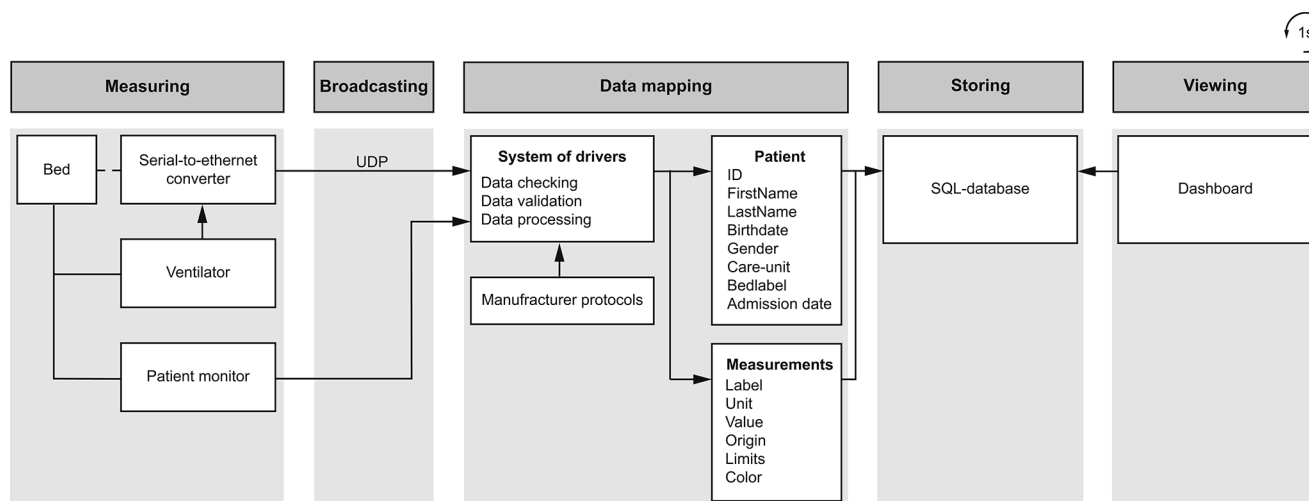 1s
Measuring
Broadcasting
Data mapping
Storing
Viewing
Bed
Serial-to-ethernet
converter
Ventilator
Patient monitor
UDP
System of drivers
Data checking
Data validation
Data processing
Manufracturer protocols
Patient
ID
FirstName
LastName
Birthdate
Gender
Care-unit
Bedlabel
Admission date
Measurements
Label
Unit
Value
Origin
Limits
Color
SQL-database
Dashboard